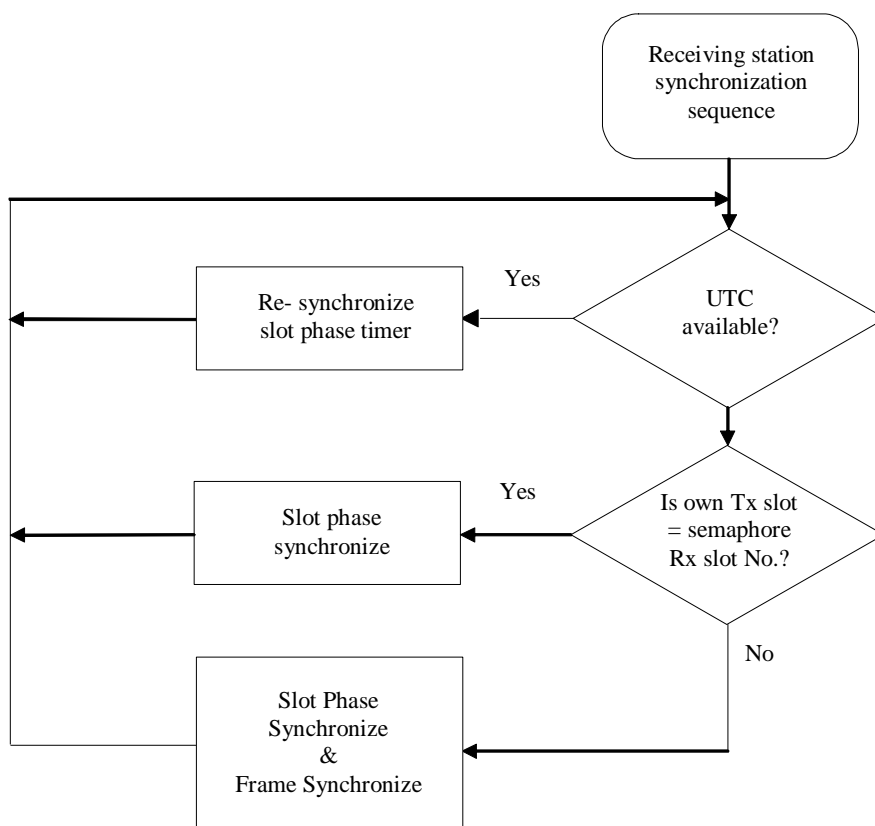 Receiving station
synchronization
sequence
Yes
Re- synchronize
slot phase timer
UTC
available?
Yes
Slot phase
synchronize
Is own Tx slot
= semaphore
Rx slot No.?
No
Slot Phase
Synchronize
&
Frame Synchronize